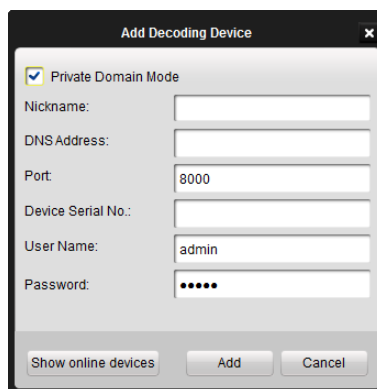 Add Decoding Device
Private Domain Mode
Nickname:
DNS Address:
Port: 8000
Device Serial No.:
User Name: admin
Password: •••••
Show online devices Add Cancel